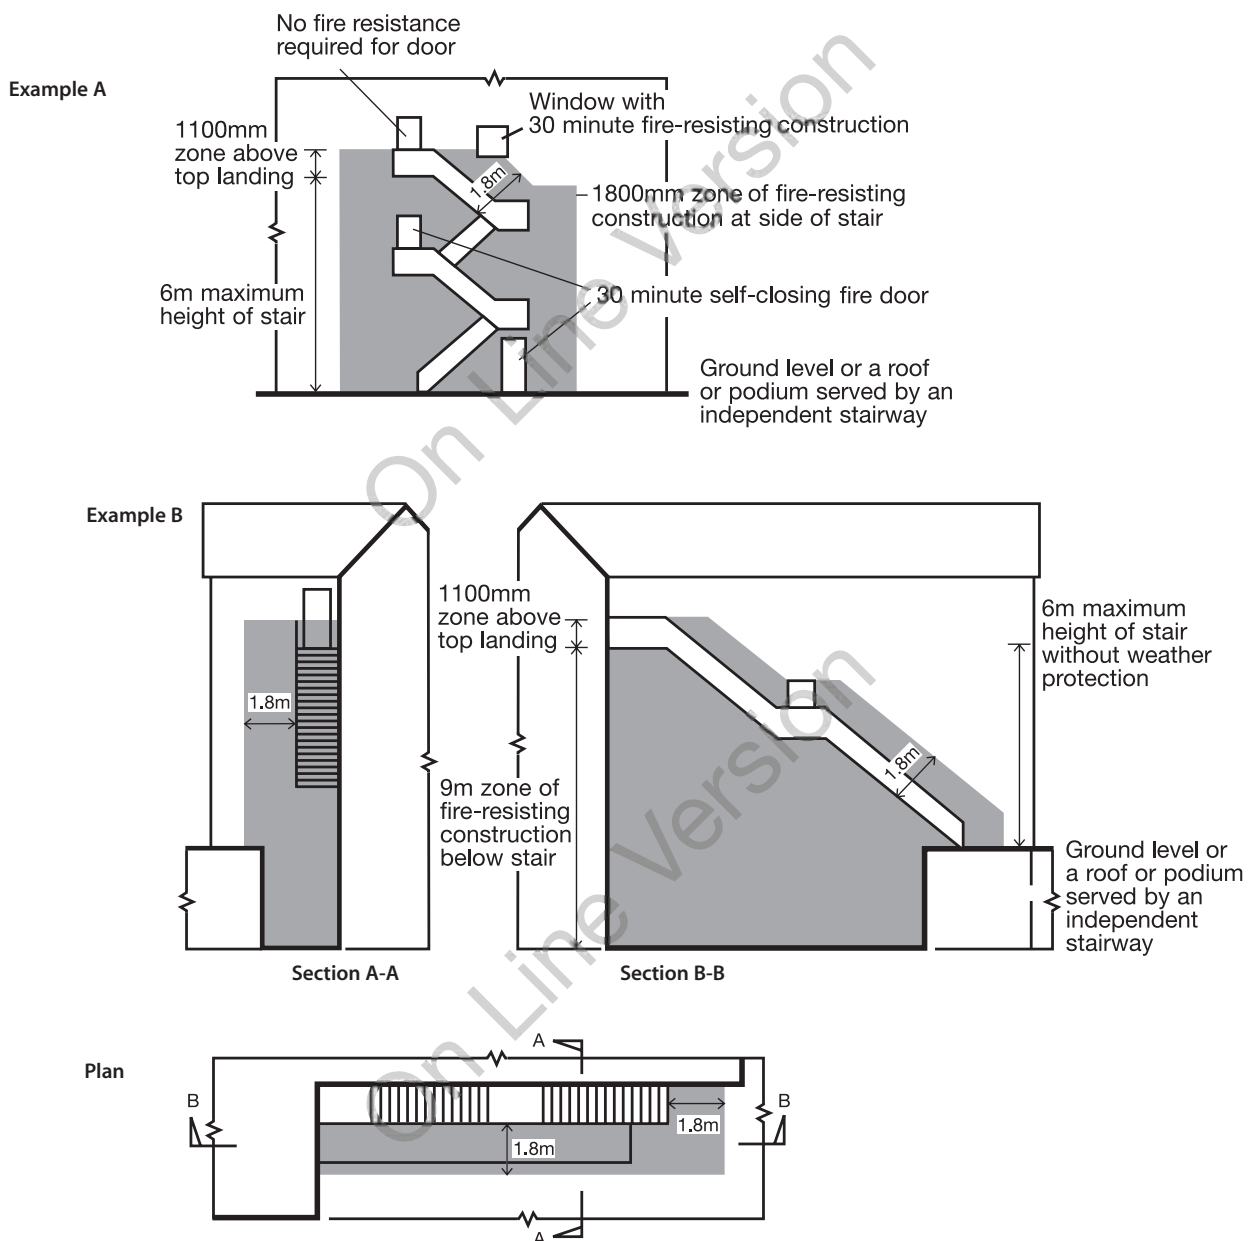 No fire resistance
required for door
Example A
Window with
30 minute fire-resisting construction
1100mm
zone above
top landing
1.8m
1800mm zone of fire-resisting
construction at side of stair
6m maximum
height of stair
30 minute self-closing fire door
Ground level or a roof
or podium served by an
independent stairway
On Line Version
Example B
1100mm
zone above
top landing
6m maximum
height of stair
without weather
protection
1.8m
1.8m
9m zone of
fire-resisting
construction
below stair
Ground level or
a roof or podium
served by an
independent
stairway
Section A-A
Section B-B
On Line Version
Plan
A
B
B
1.8m
1.8m
A